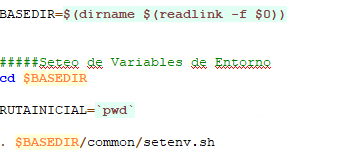 BASEDIR=$(dirname $(readlink -f $0))
#####Seteo de Variables de Entorno
cd $BASEDIR
RUTAINICIAL=`pwd`
. $BASEDIR/common/setenv.sh